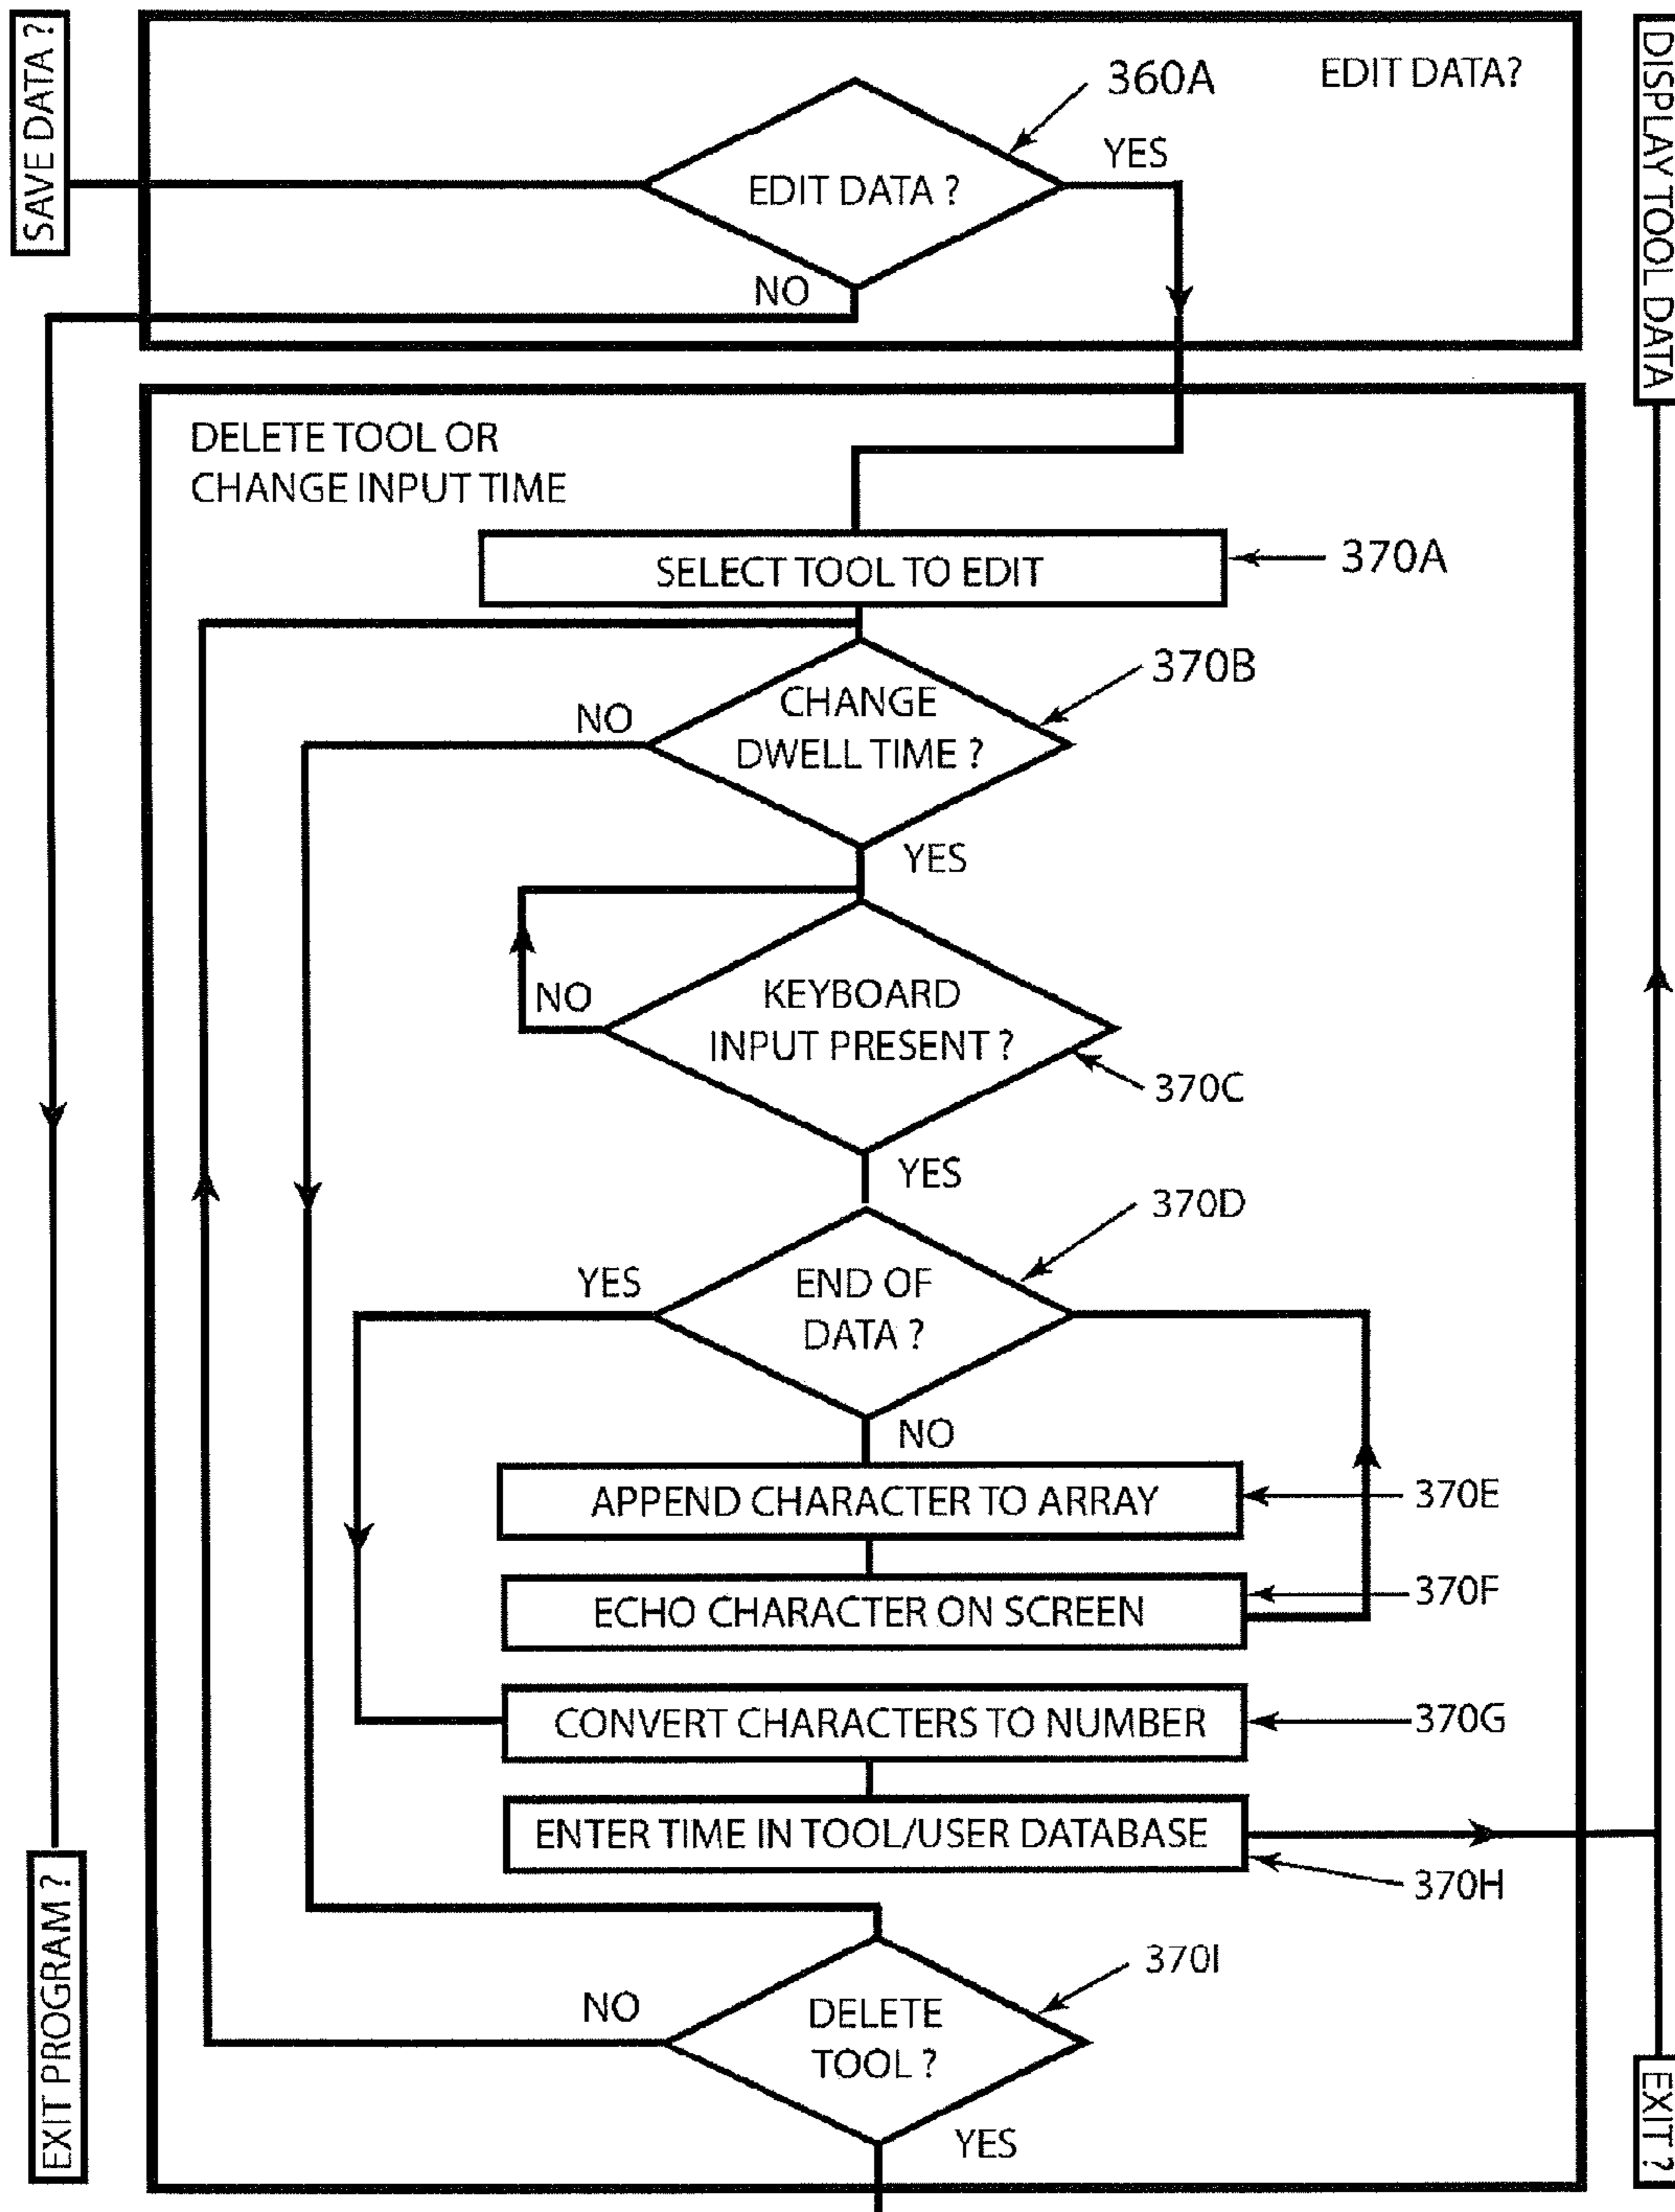 SAVE DATA ?
EDIT DATA?
DISPLAY TOOL DATA
360A
YES
EDIT DATA ?
NO
DELETE TOOL OR
CHANGE INPUT TIME
SELECT TOOL TO EDIT
370A
370B
NO
CHANGE
DWELL TIME ?
YES
KEYBOARD
INPUT PRESENT ?
NO
370C
YES
370D
YES
END OF
DATA ?
NO
APPEND CHARACTER TO ARRAY
370E
ECHO CHARACTER ON SCREEN
370F
CONVERT CHARACTERS TO NUMBER
370G
ENTER TIME IN TOOL/USER DATABASE
370H
EXIT PROGRAM ?
370I
NO
DELETE
TOOL ?
YES
EXIT ?